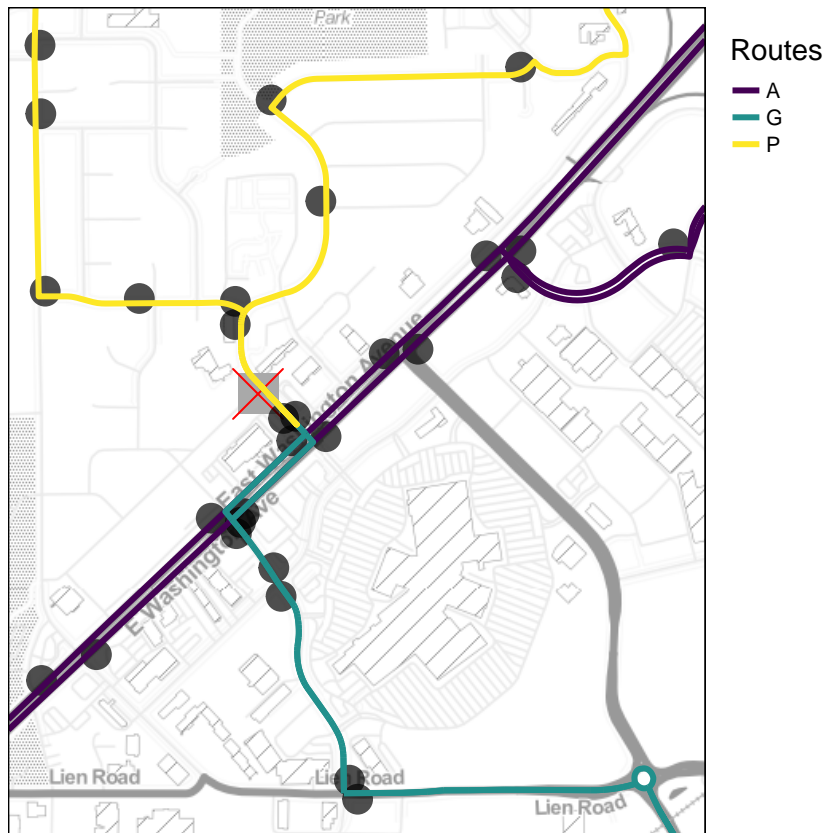 Park
Routes
A
G
P
East Washington Avenue
E Washington Ave
Lien Road
Lien Road
Lien Road